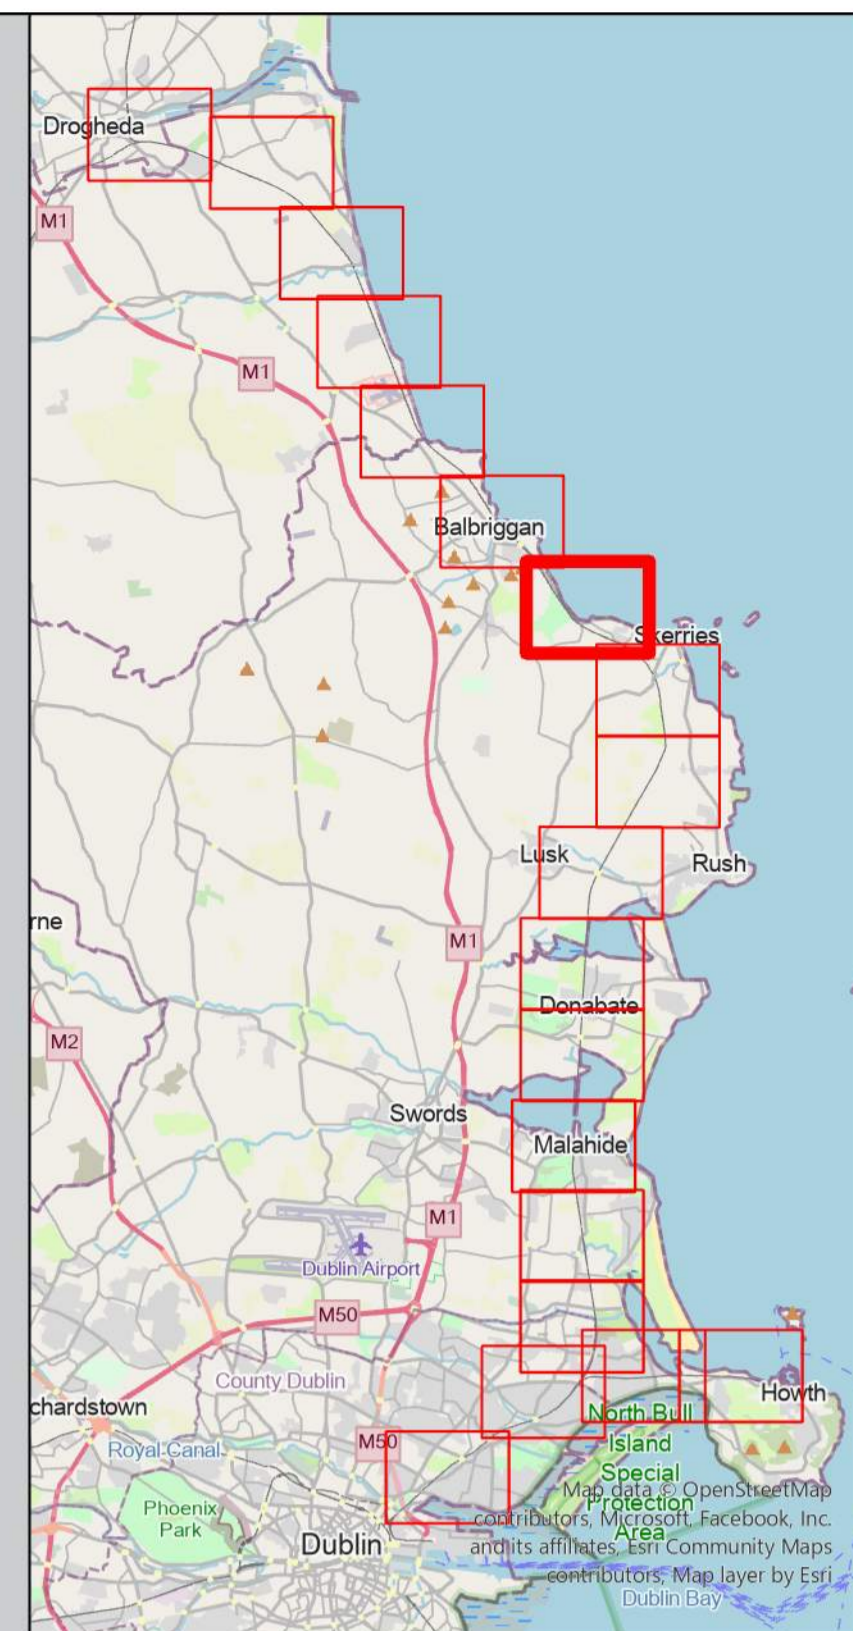 Drogheda
M1
M1
Balbriggan
Skerries
Lusk
Rush
rne
M1
Donabate
M2
Swords
Malahide
M1
Dublin Airport
M50
County Dublin
chardstown
Howth
North Bull
Island
Special
Protection
Area
M50
Royal Canal
Phoenix
Park
Dublin
Map data © OpenStreetMap
contributors, Microsoft, Facebook, Inc.
and its affiliates, Esri Community Maps
contributors, Map layer by Esri
Dublin Bay